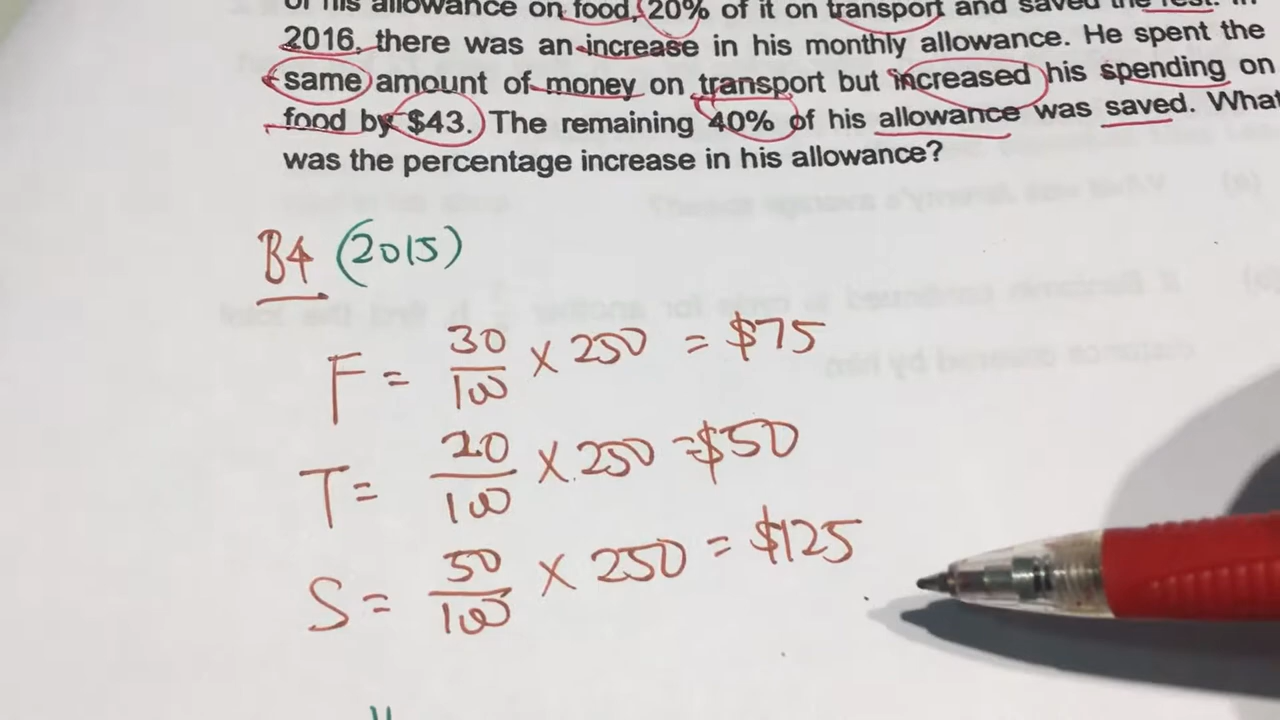 of his allowance on food, 20% of it on transport and saved the rest. In
2016, there was an increase in his monthly allowance. He spent the
same amount of money on transport but increased his spending on
food by $43. The remaining 40% of his allowance was saved. What
was the percentage increase in his allowance?
B4 (2015)
F = 30/100 × 250 = $75
T = 20/100 × 250 = $50
S = 50/100 × 250 = $125